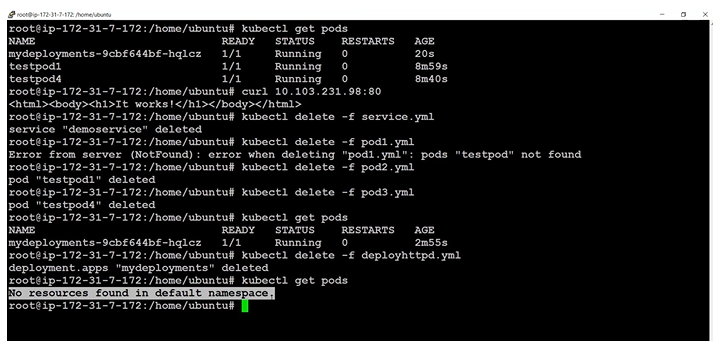 root@ip-172-31-7-172: /home/ubuntu
root@ip-172-31-7-172:/home/ubuntu# kubectl get pods
NAME READY STATUS RESTARTS AGE
mydeployments-9cbf644bf-hqlcz 1/1 Running 0 20s
testpod1 1/1 Running 0 8m59s
testpod4 1/1 Running 0 8m40s
root@ip-172-31-7-172:/home/ubuntu# curl 10.103.231.98:80
<html><body><h1>It works!</h1></body></html>
root@ip-172-31-7-172:/home/ubuntu# kubectl delete -f service.yml
service "demoservice" deleted
root@ip-172-31-7-172:/home/ubuntu# kubectl delete -f pod1.yml
Error from server (NotFound): error when deleting "pod1.yml": pods "testpod" not found
root@ip-172-31-7-172:/home/ubuntu# kubectl delete -f pod2.yml
pod "testpod1" deleted
root@ip-172-31-7-172:/home/ubuntu# kubectl delete -f pod3.yml
pod "testpod4" deleted
root@ip-172-31-7-172:/home/ubuntu# kubectl get pods
NAME READY STATUS RESTARTS AGE
mydeployments-9cbf644bf-hqlcz 1/1 Running 0 2m55s
root@ip-172-31-7-172:/home/ubuntu# kubectl delete -f deployhttpd.yml
deployment.apps "mydeployments" deleted
root@ip-172-31-7-172:/home/ubuntu# kubectl get pods
No resources found in default namespace.
root@ip-172-31-7-172:/home/ubuntu#